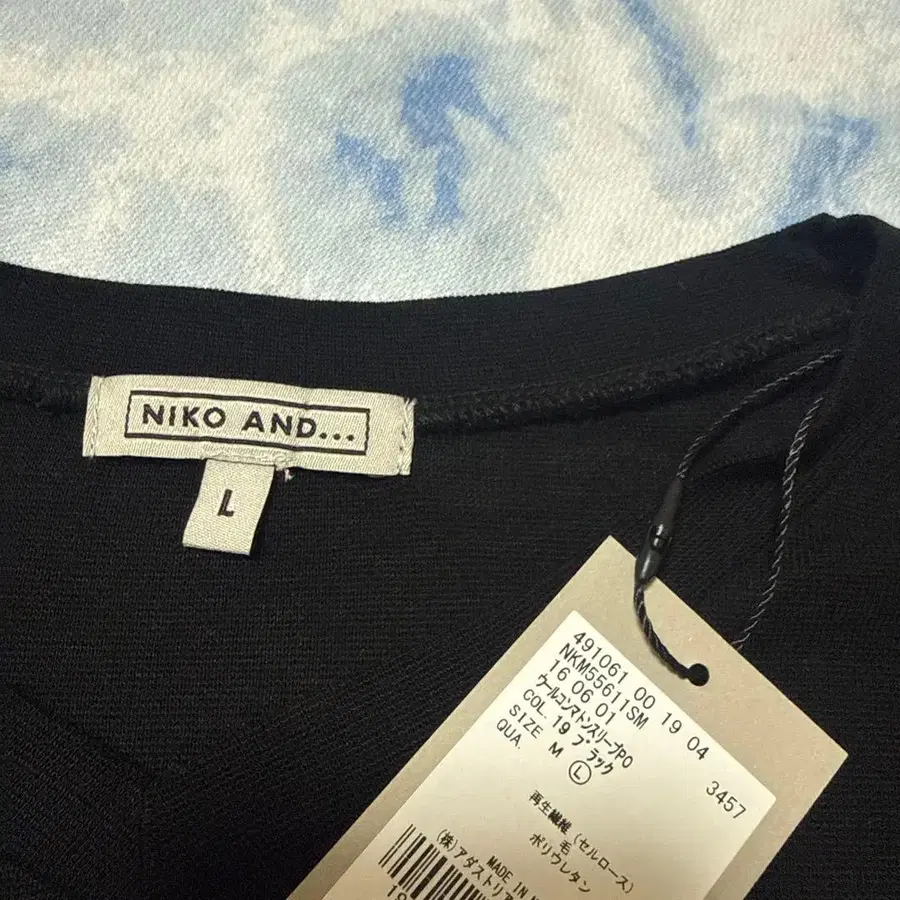 NIKO AND...
L
491061 00 19 04
NKM55611SM
16 06 01 3457
ウールコンマトンスリーブPO
COL. 19 ブラック
SIZE M Ⓛ
QUA.
再生繊維 (セルロース)
毛
ポリウレタン
MADE IN
(株)アダストリア